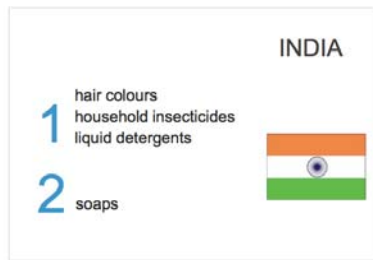 INDIA
1
hair colours
household insecticides
liquid detergents
2
soaps